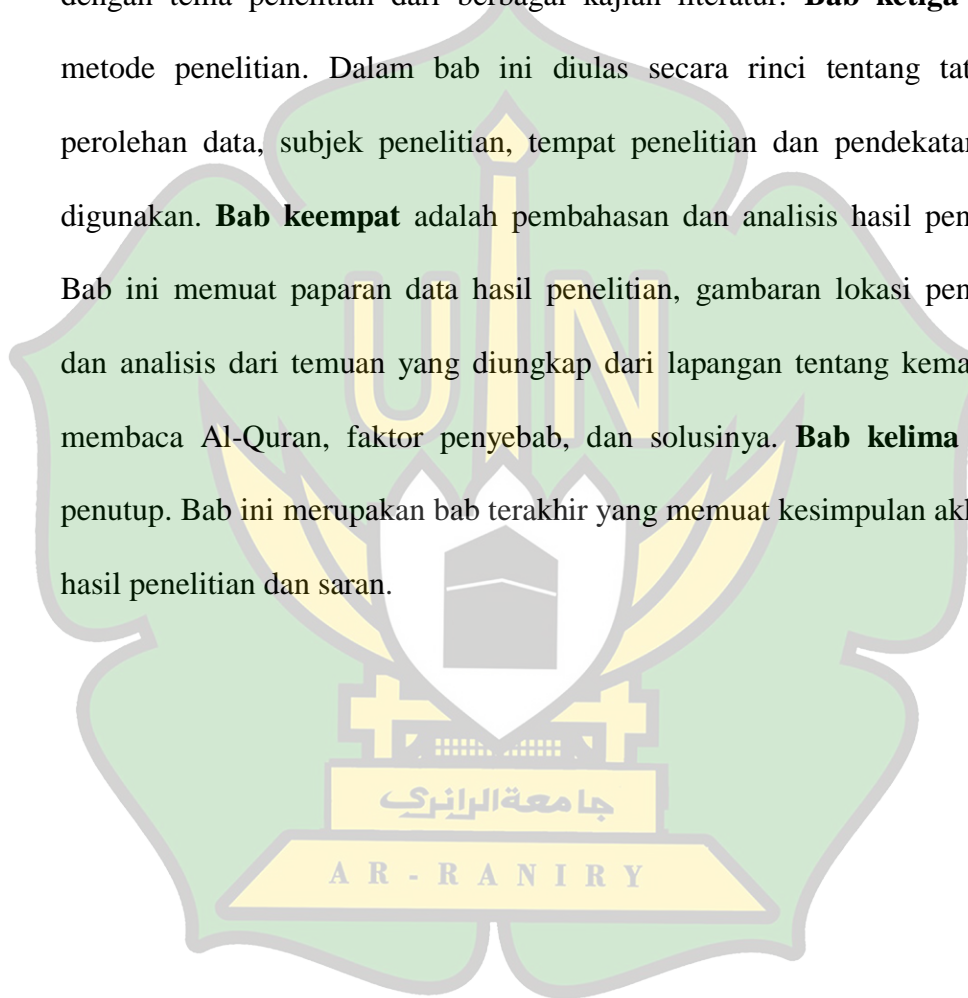 dengan tema penelitian dari berbagai kajian literatur. Bab ketiga
metode penelitian. Dalam bab ini diulas secara rinci tentang tat
perolehan data, subjek penelitian, tempat penelitian dan pendekatan
digunakan. Bab keempat adalah pembahasan dan analisis hasil pen
Bab ini memuat paparan data hasil penelitian, gambaran lokasi pen
dan analisis dari temuan yang diungkap dari lapangan tentang kema
membaca Al-Quran, faktor penyebab, dan solusinya. Bab kelima
penutup. Bab ini merupakan bab terakhir yang memuat kesimpulan ak
hasil penelitian dan saran.
UIN
جامعةالرانري
AR-RANIRY